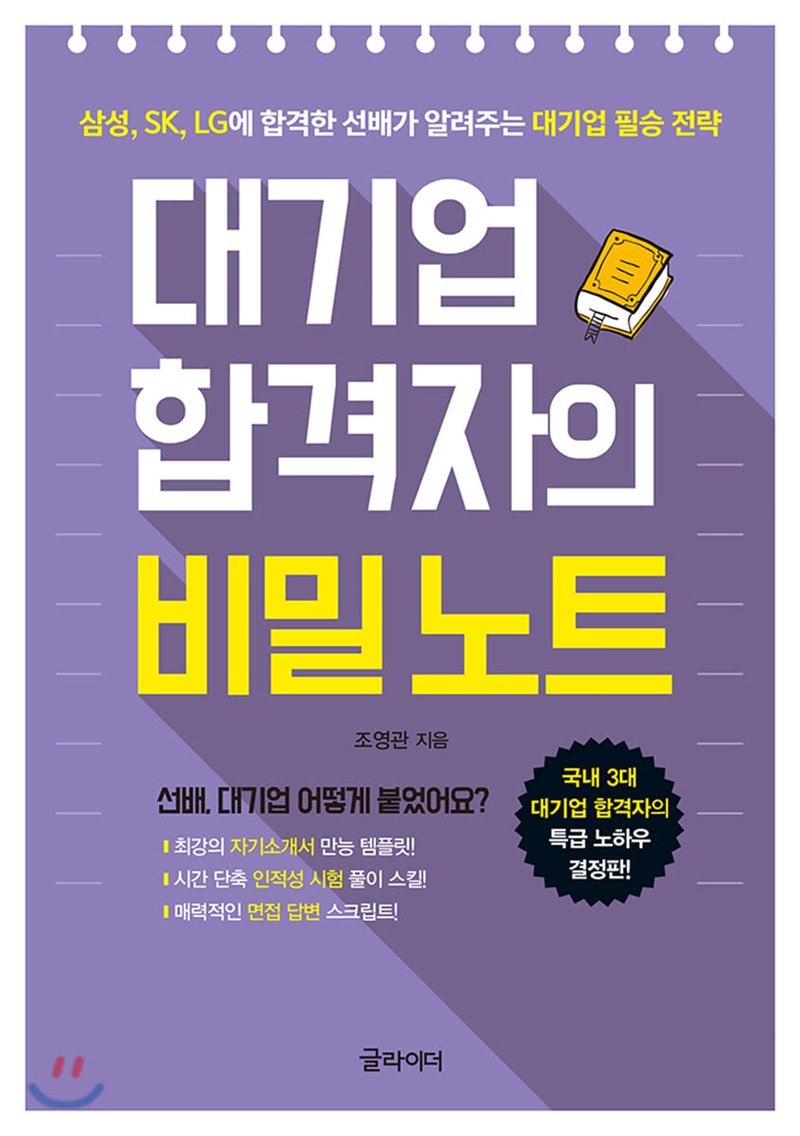 삼성, SK, LG에 합격한 선배가 알려주는 대기업 필승 전략
대기업
합격자의
비밀 노트
조영관 지음
선배, 대기업 어떻게 붙었어요?
최강의 자기소개서 만능 템플릿!
시간 단축 인적성 시험 풀이 스킬!
매력적인 면접 답변 스크립트!
국내 3대
대기업 합격자의
특급 노하우
결정판!
글라이더